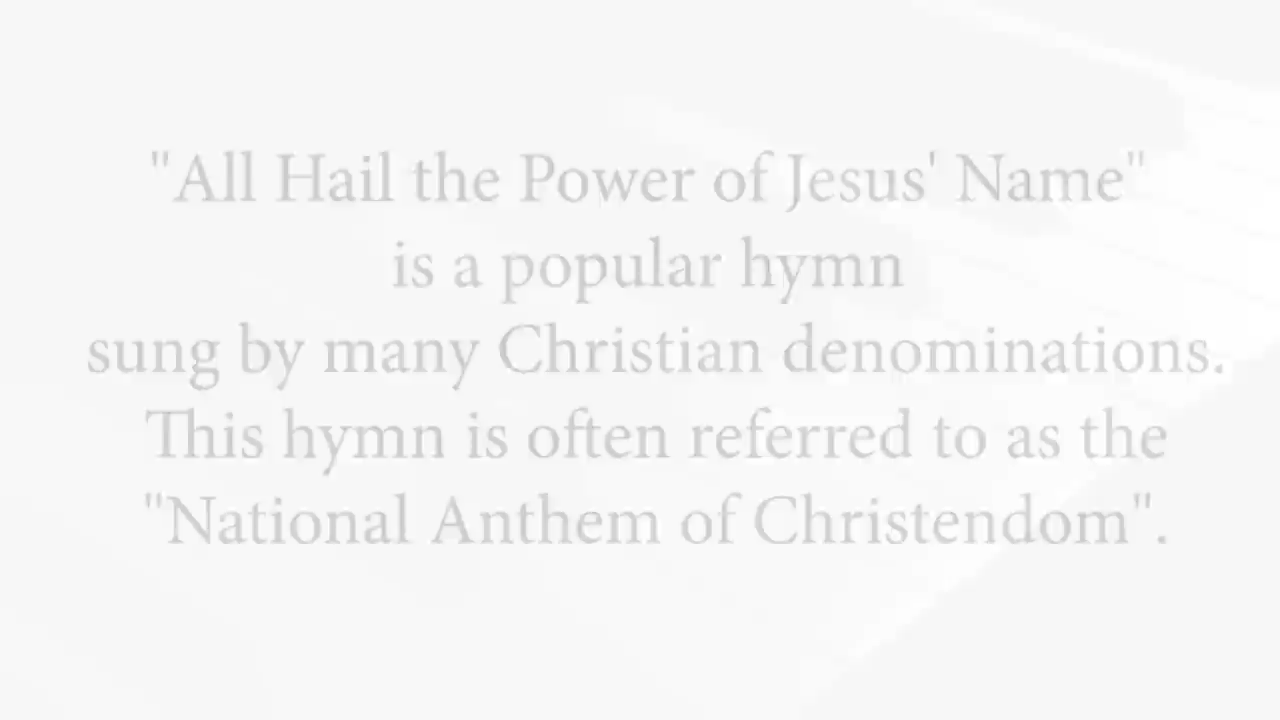 "All Hail the Power of Jesus' Name"
is a popular hymn
sung by many Christian denominations.
This hymn is often referred to as the
"National Anthem of Christendom".